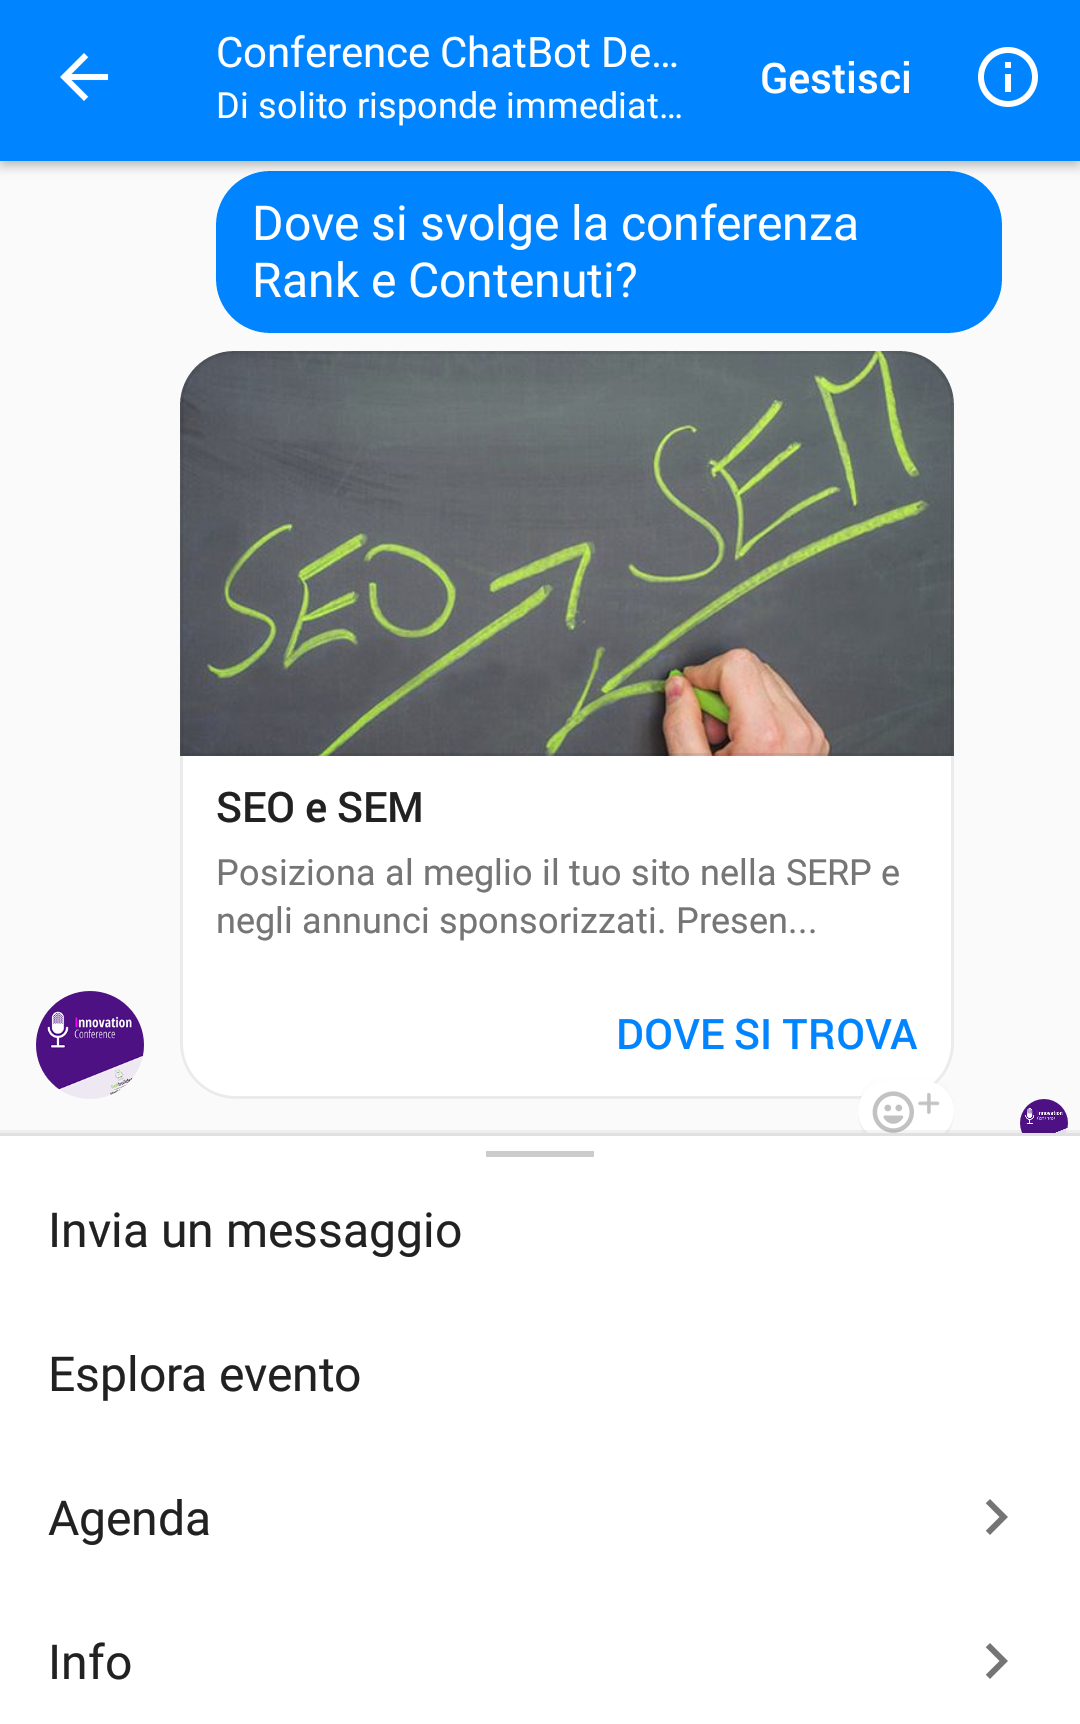 Conference ChatBot De...
Di solito risponde immediat...
Gestisci
Dove si svolge la conferenza
Rank e Contenuti?
SEO
SEM
SEO e SEM
Posiziona al meglio il tuo sito nella SERP e
negli annunci sponsorizzati. Presen...
DOVE SI TROVA
Innovation
Conference
Invia un messaggio
Esplora evento
Agenda
Info